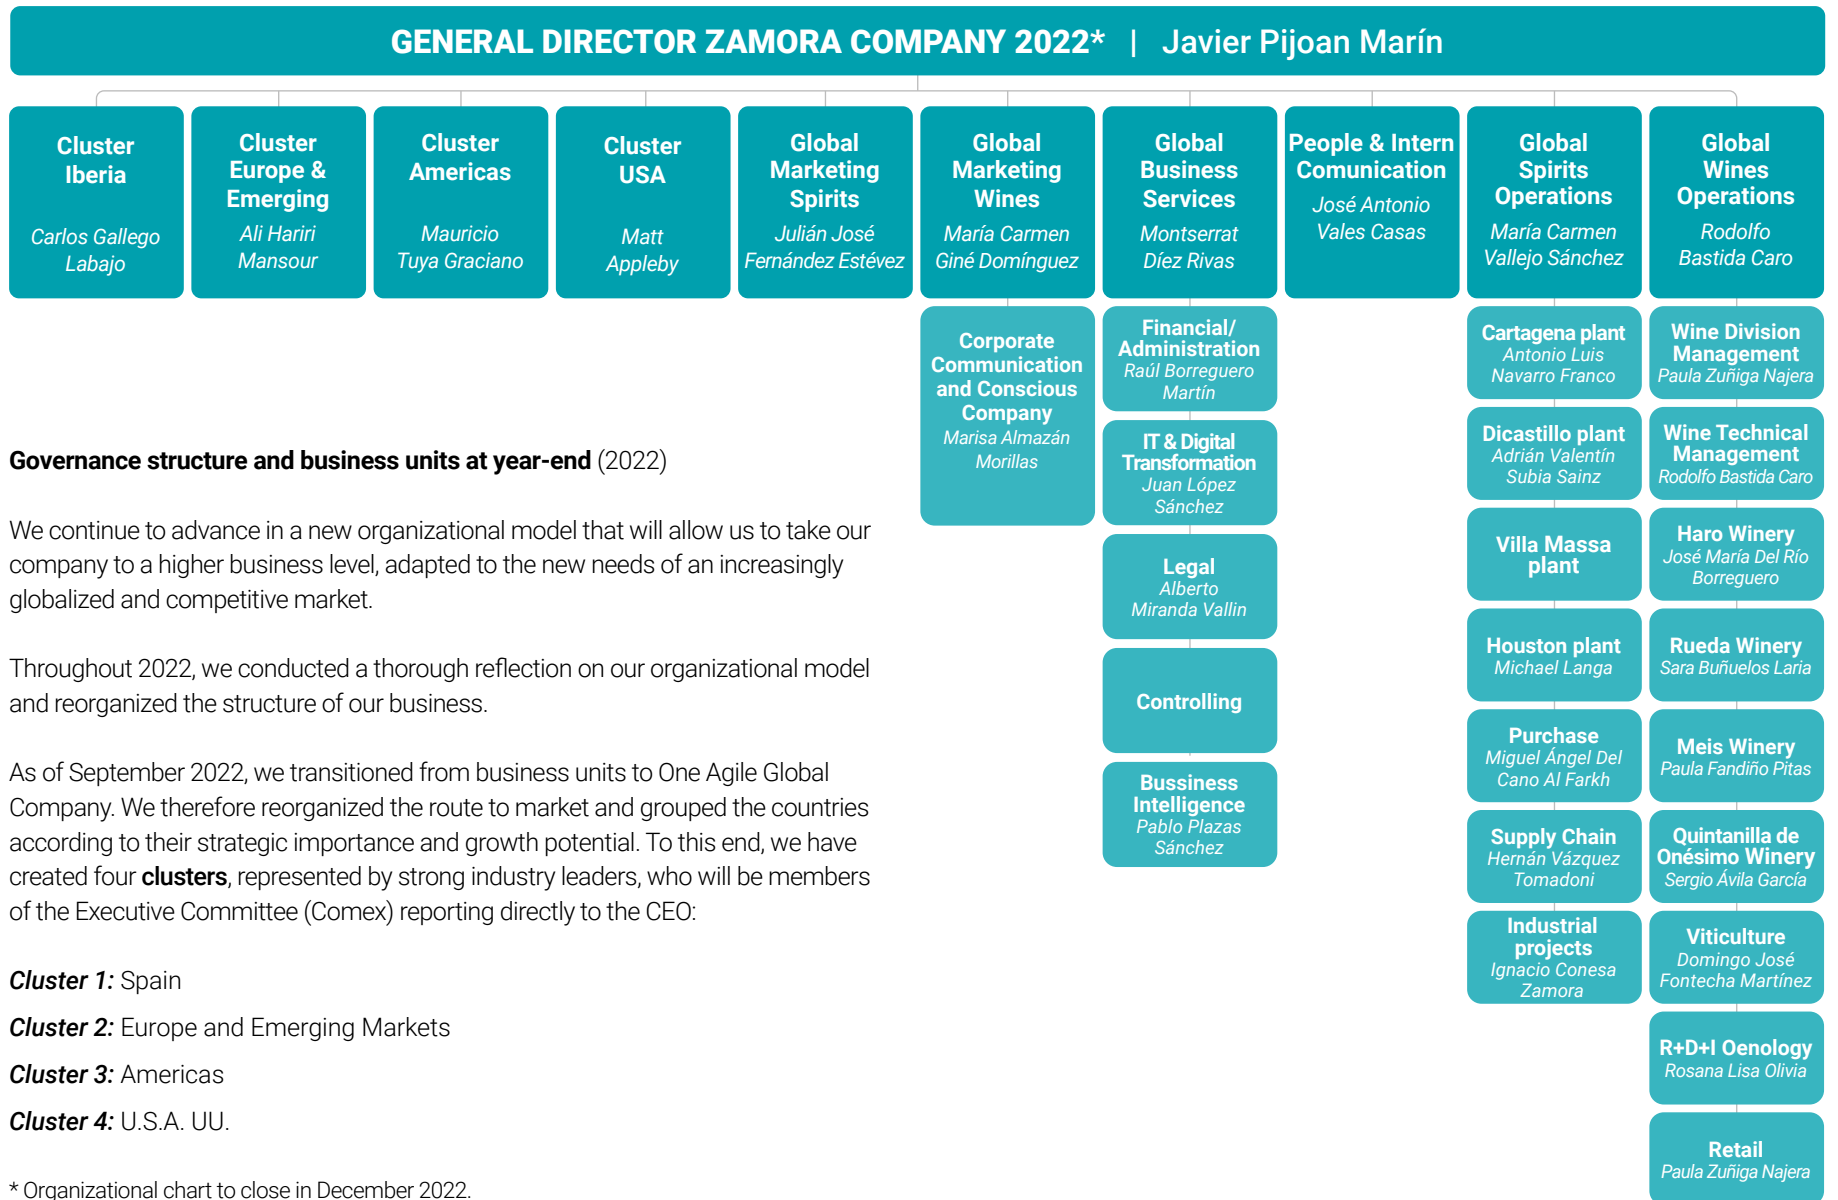 GENERAL DIRECTOR ZAMORA COMPANY 2022* | Javier Pijoan Marín
Cluster
Iberia
Carlos Gallego
Labajo
Cluster
Europe &
Emerging
Ali Hariri
Mansour
Cluster
Americas
Mauricio
Tuya Graciano
Cluster
USA
Matt
Appleby
Global
Marketing
Spirits
Julián José
Fernández Estévez
Global
Marketing
Wines
María Carmen
Giné Domínguez
Global
Business
Services
Montserrat
Díez Rivas
People & Intern
Comunication
José Antonio
Vales Casas
Global
Spirits
Operations
María Carmen
Vallejo Sánchez
Global
Wines
Operations
Rodolfo
Bastida Caro
Corporate
Communication
and Conscious
Company
Marisa Almazán
Morillas
Financial/
Administration
Raúl Borreguero
Martín
IT & Digital
Transformation
Juan López
Sánchez
Legal
Alberto
Miranda Vallin
Controlling
Bussiness
Intelligence
Pablo Plazas
Sánchez
Cartagena plant
Antonio Luis
Navarro Franco
Dicastillo plant
Adrián Valentín
Subia Sainz
Villa Massa
plant
Houston plant
Michael Langa
Purchase
Miguel Ángel Del
Cano Al Farkh
Supply Chain
Hernán Vázquez
Tomadoni
Industrial
projects
Ignacio Conesa
Zamora
Wine Division
Management
Paula Zuñiga Najera
Wine Technical
Management
Rodolfo Bastida Caro
Haro Winery
José María Del Río
Borreguero
Rueda Winery
Sara Buñuelos Laria
Meis Winery
Paula Fandiño Pitas
Quintanilla de
Onésimo Winery
Sergio Ávila García
Viticulture
Domingo José
Fontecha Martínez
R+D+I Oenology
Rosana Lisa Olivia
Retail
Paula Zuñiga Najera
Governance structure and business units at year-end (2022)
We continue to advance in a new organizational model that will allow us to take our
company to a higher business level, adapted to the new needs of an increasingly
globalized and competitive market.
Throughout 2022, we conducted a thorough reflection on our organizational model
and reorganized the structure of our business.
As of September 2022, we transitioned from business units to One Agile Global
Company. We therefore reorganized the route to market and grouped the countries
according to their strategic importance and growth potential. To this end, we have
created four clusters, represented by strong industry leaders, who will be members
of the Executive Committee (Comex) reporting directly to the CEO:
Cluster 1: Spain
Cluster 2: Europe and Emerging Markets
Cluster 3: Americas
Cluster 4: U.S.A. UU.
* Organizational chart to close in December 2022.